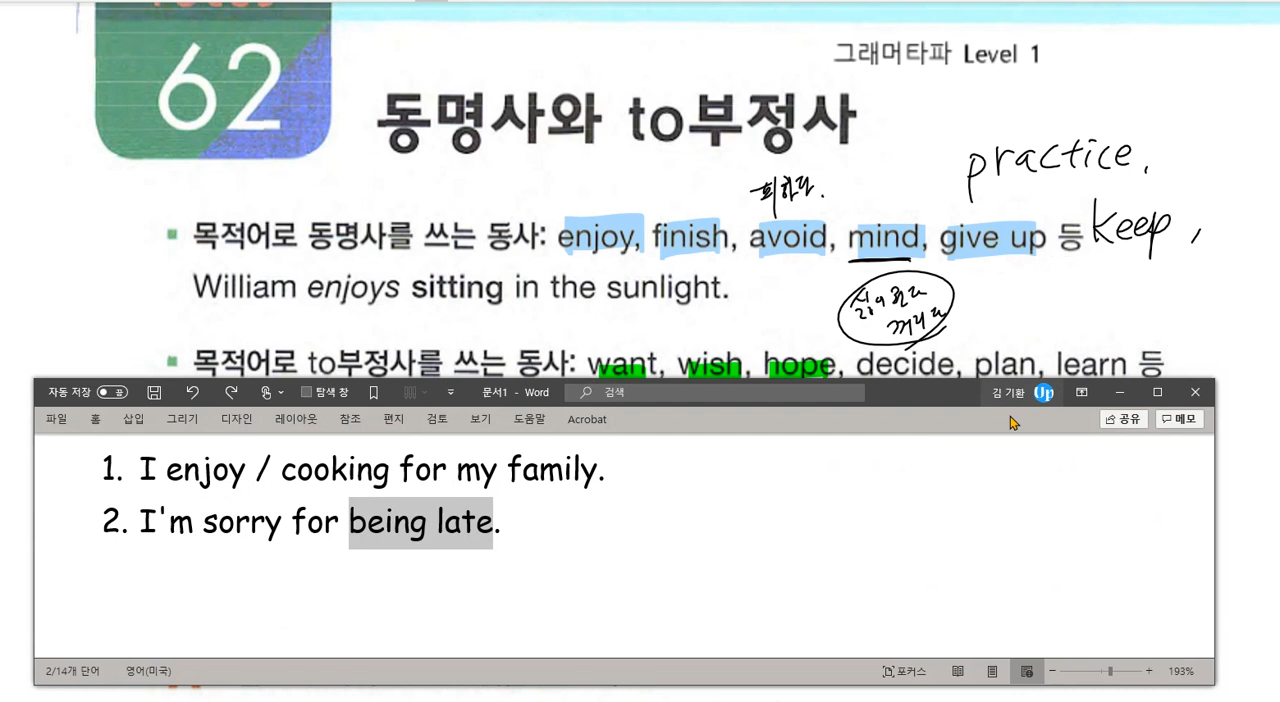 62
그래머타파 Level 1
동명사와 to부정사
practice,
피하다.
목적어로 동명사를 쓰는 동사: enjoy, finish, avoid, mind, give up 등 keep,
William enjoys sitting in the sunlight.
싫어한다
꺼리다
목적어로 to부정사를 쓰는 동사: want, wish, hope, decide, plan, learn 등
자동 저장 끔 탐색 창 문서1 - Word 검색 김 기환 Up
파일 홈 삽입 그리기 디자인 레이아웃 참조 편지 검토 보기 도움말 Acrobat 공유 메모
1. I enjoy / cooking for my family.
2. I'm sorry for being late.
2/14개 단어 영어(미국) 포커스 193%